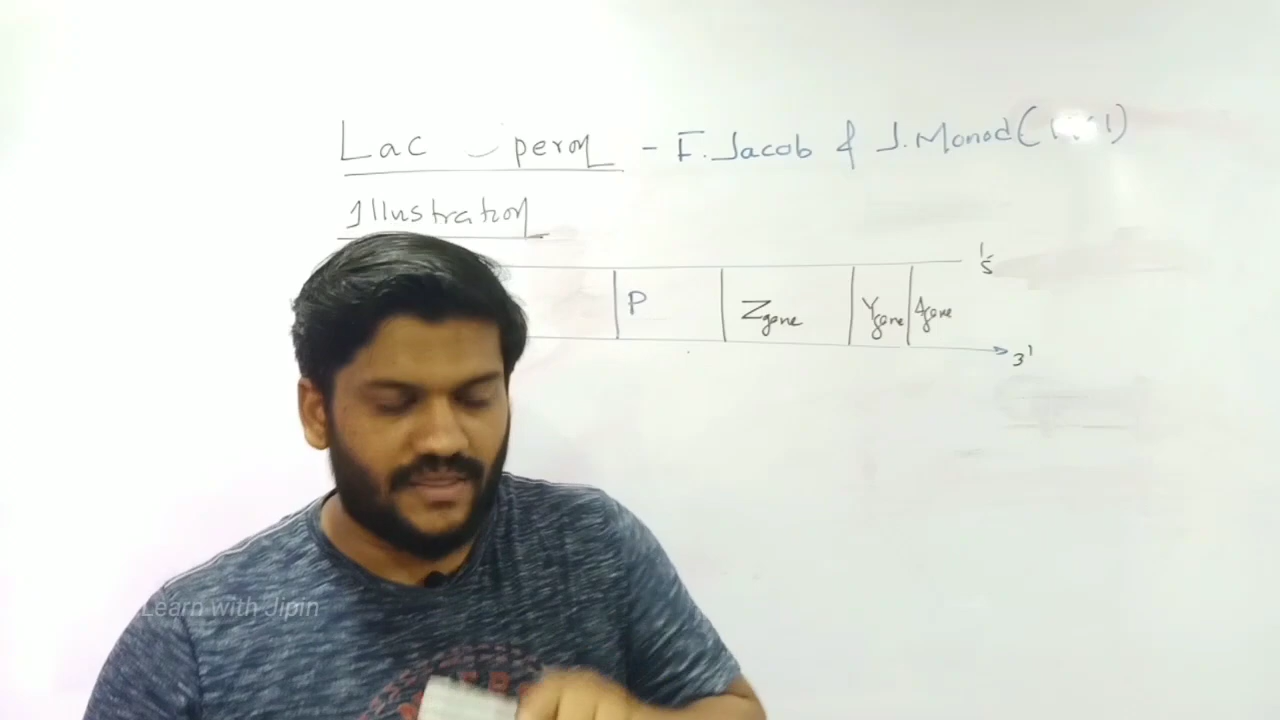 Lac Operon - F. Jacob & J. Monod (
Illustration
5'
P Z gene Y gene A gene
3'
Learn with Jipin